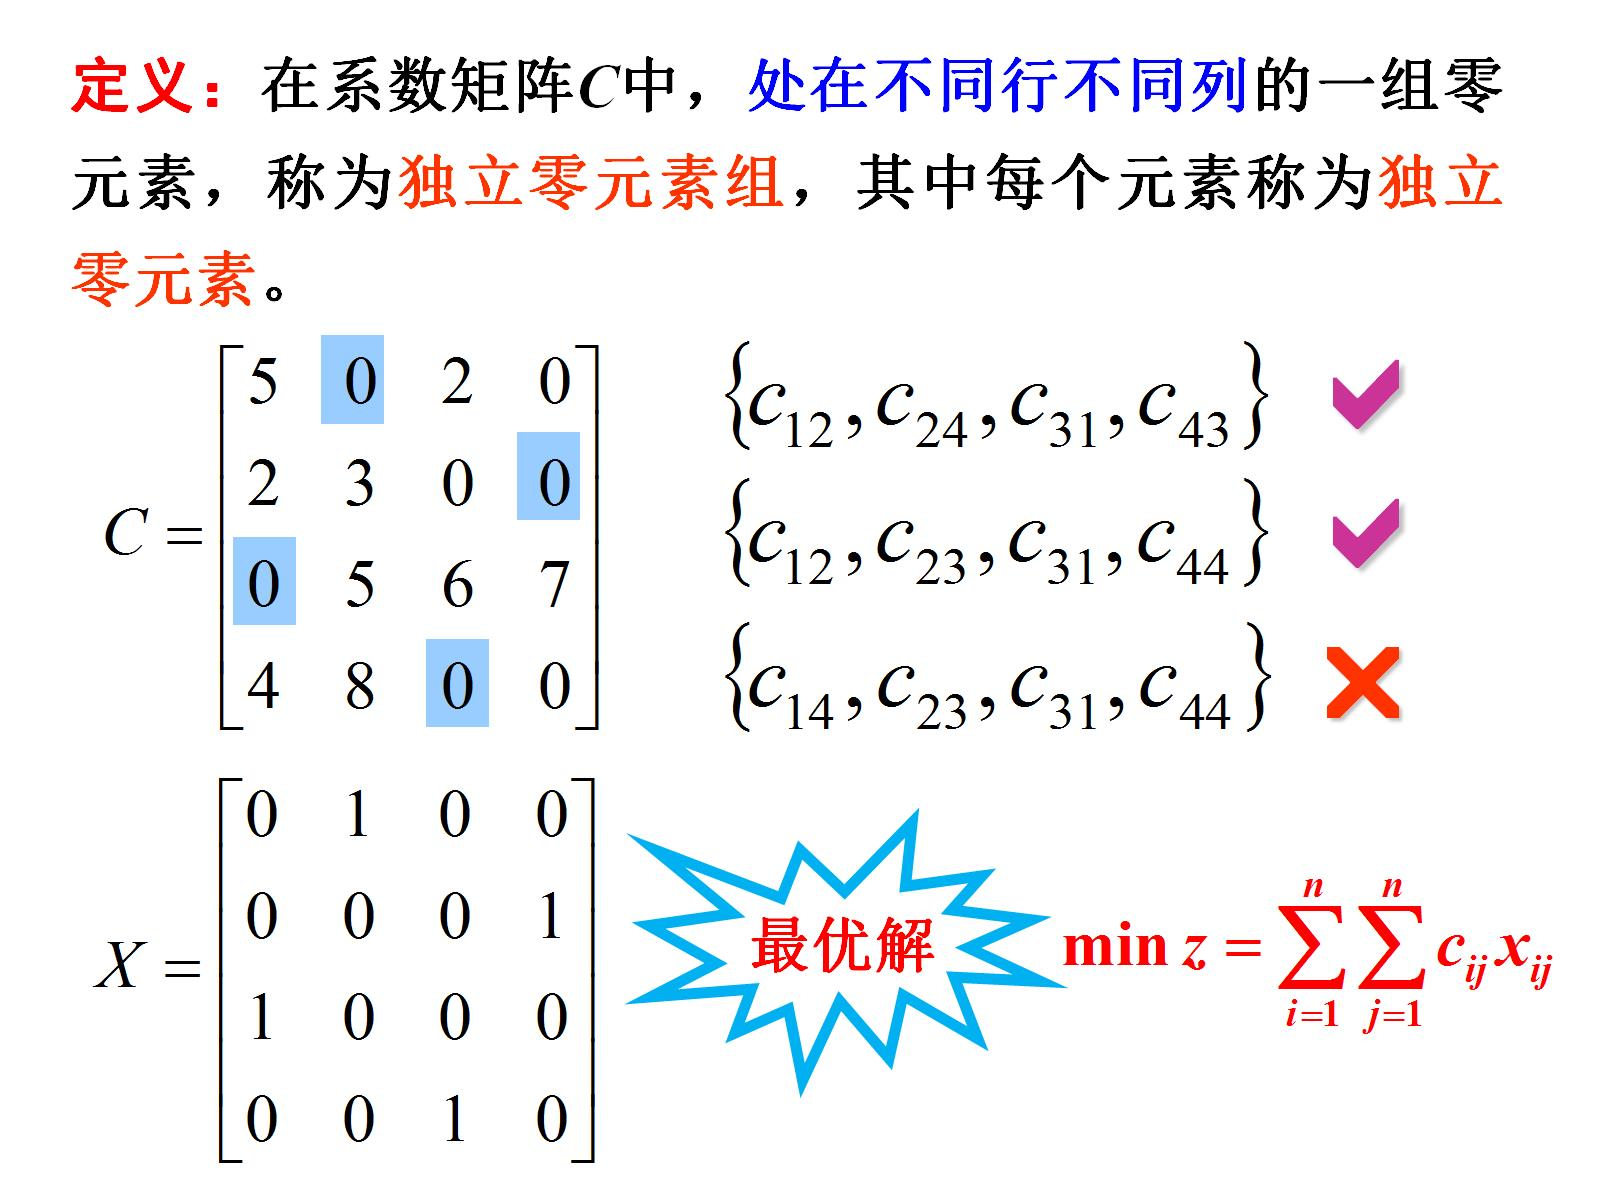 定义：在系数矩阵C中，处在不同行不同列的一组零
元素，称为独立零元素组，其中每个元素称为独立
零元素。
C = [5 0 2 0
2 3 0 0
0 5 6 7
4 8 0 0]
{c12, c24, c31, c43}
{c12, c23, c31, c44}
{c14, c23, c31, c44}
X = [0 1 0 0
0 0 0 1
1 0 0 0
0 0 1 0]
最优解
min z = ∑_{i=1}^{n} ∑_{j=1}^{n} c_{ij} x_{ij}